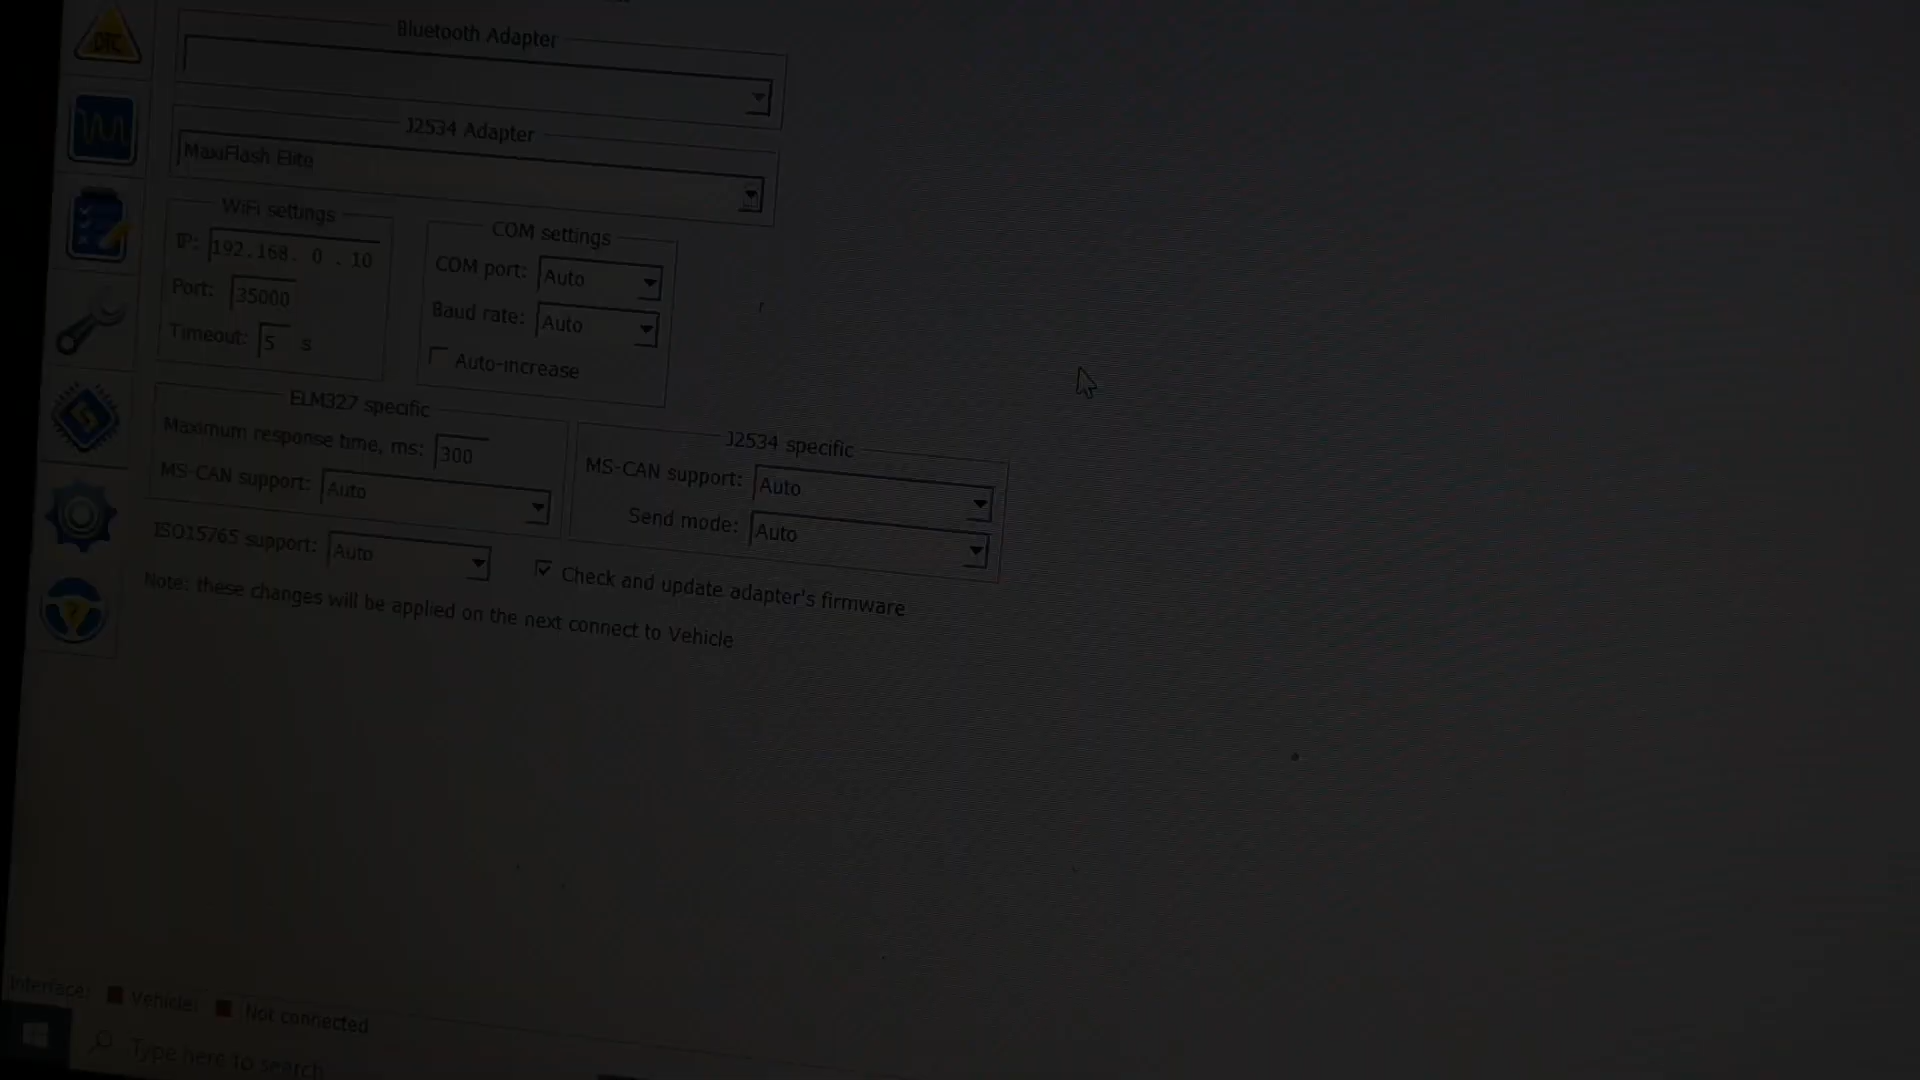 DTC
Bluetooth Adapter
J2534 Adapter
MaxiFlash Elite
WiFi settings
IP: 192.168. 0 . 10
Port: 35000
Timeout: 5 s
COM settings
COM port: Auto
Baud rate: Auto
Auto-increase
ELM327 specific
Maximum response time, ms: 300
MS-CAN support: Auto
J2534 specific
MS-CAN support: Auto
Send mode: Auto
ISO15765 support: Auto
Check and update adapter's firmware
Note: these changes will be applied on the next connect to Vehicle
Interface: Vehicle: Not connected
Type here to search